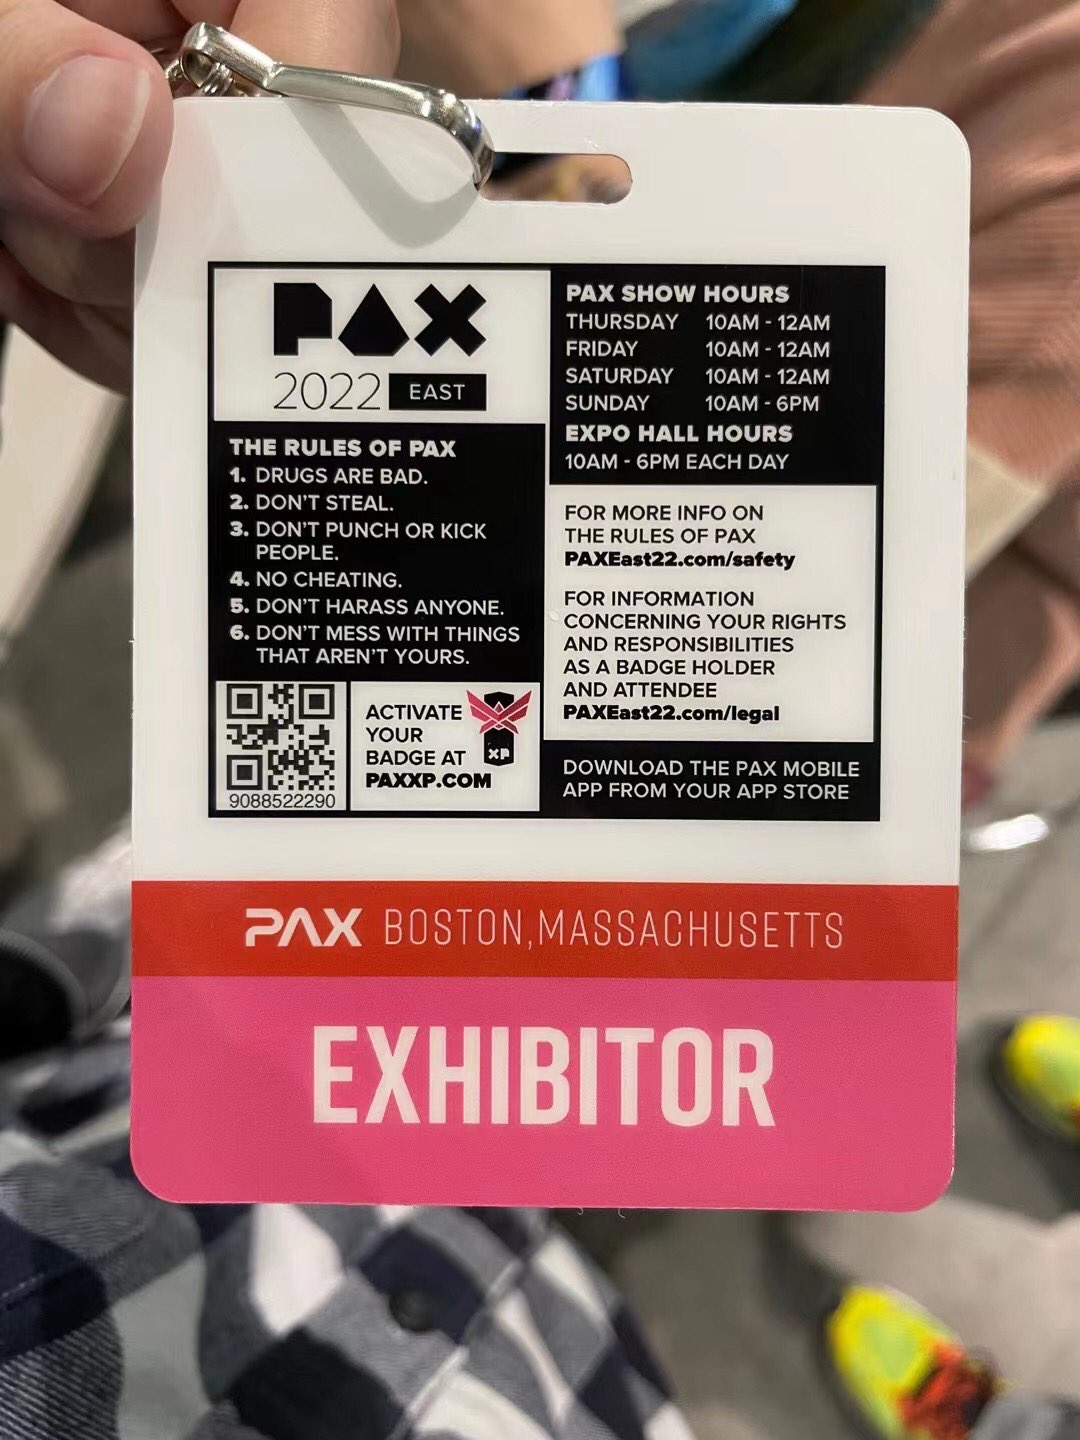 PAX
2022 EAST
THE RULES OF PAX
1. DRUGS ARE BAD.
2. DON'T STEAL.
3. DON'T PUNCH OR KICK
PEOPLE.
4. NO CHEATING.
5. DON'T HARASS ANYONE.
6. DON'T MESS WITH THINGS
THAT AREN'T YOURS.
9088522290
ACTIVATE
YOUR
BADGE AT
PAXXP.COM
XP
PAX SHOW HOURS
THURSDAY 10AM - 12AM
FRIDAY 10AM - 12AM
SATURDAY 10AM - 12AM
SUNDAY 10AM - 6PM
EXPO HALL HOURS
10AM - 6PM EACH DAY
FOR MORE INFO ON
THE RULES OF PAX
PAXEast22.com/safety
FOR INFORMATION
CONCERNING YOUR RIGHTS
AND RESPONSIBILITIES
AS A BADGE HOLDER
AND ATTENDEE
PAXEast22.com/legal
DOWNLOAD THE PAX MOBILE
APP FROM YOUR APP STORE
PAX BOSTON, MASSACHUSETTS
EXHIBITOR